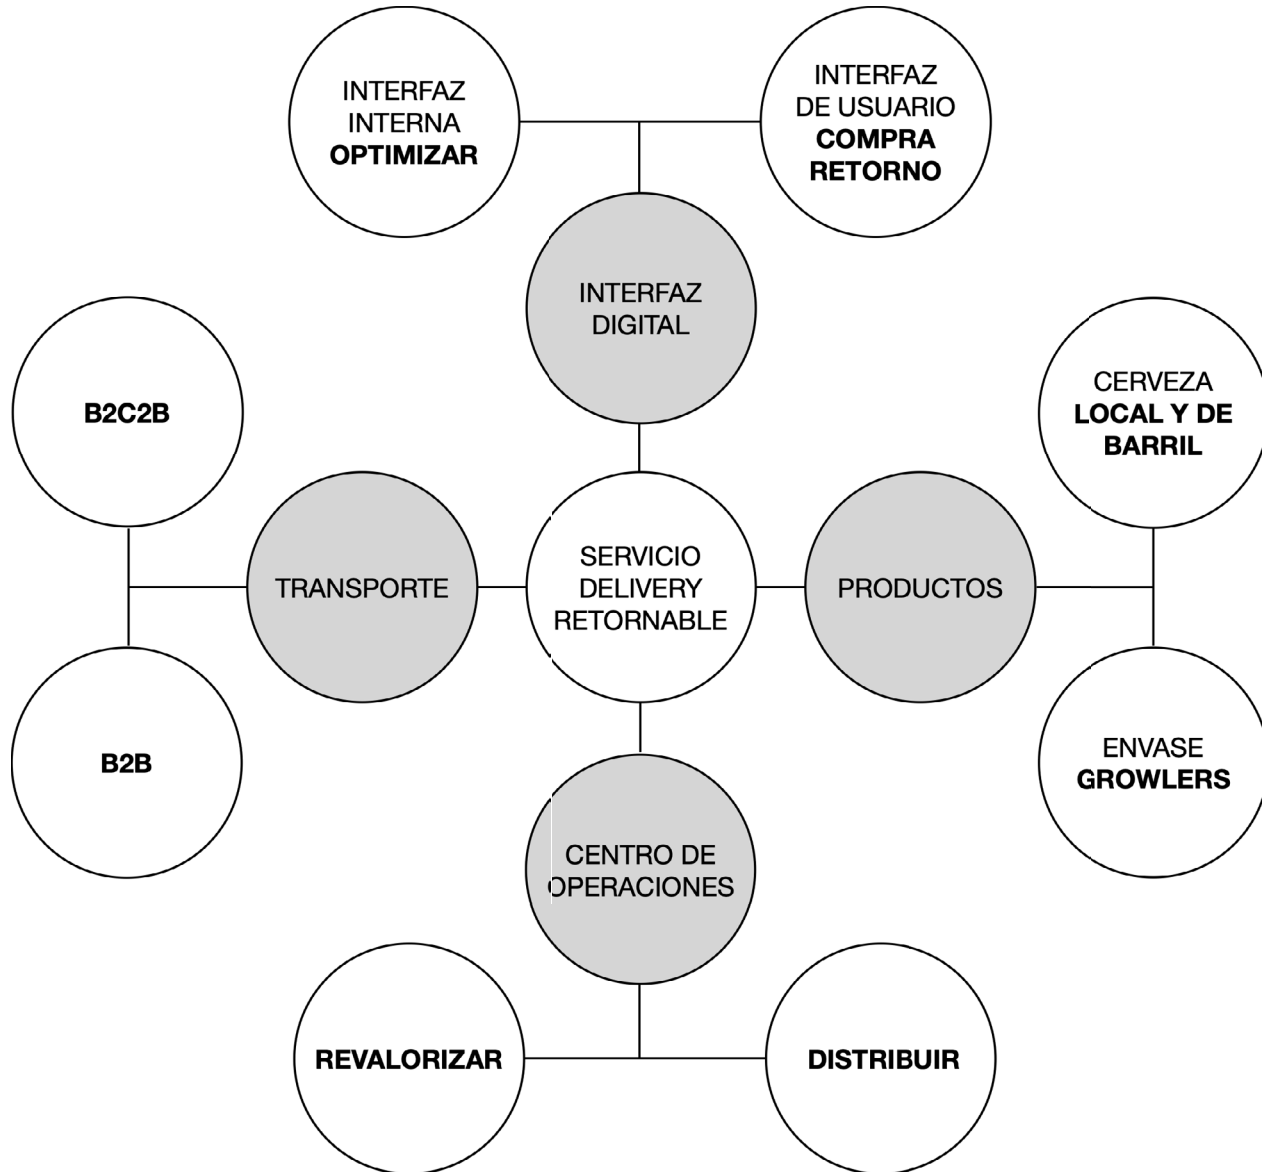 INTERFAZ
INTERNA
OPTIMIZAR
INTERFAZ
DE USUARIO
COMPRA
RETORNO
INTERFAZ
DIGITAL
B2C2B
CERVEZA
LOCAL Y DE
BARRIL
TRANSPORTE
SERVICIO
DELIVERY
RETORNABLE
PRODUCTOS
B2B
ENVASE
GROWLERS
CENTRO DE
OPERACIONES
REVALORIZAR
DISTRIBUIR